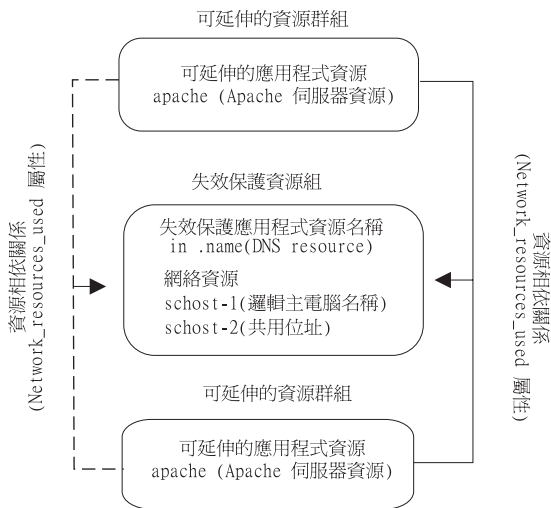 可延伸的資源群組
可延伸的應用程式資源
apache (Apache 伺服器資源)
資源相依關係
(Network_resources_used 屬性)
失效保護資源組
失效保護應用程式資源名稱
in .name(DNS resource)
網絡資源
schost-1(邏輯主電腦名稱)
schost-2(共用位址)
資源相依關係
(Network_resources_used 屬性)
可延伸的資源群組
可延伸的應用程式資源
apache (Apache 伺服器資源)